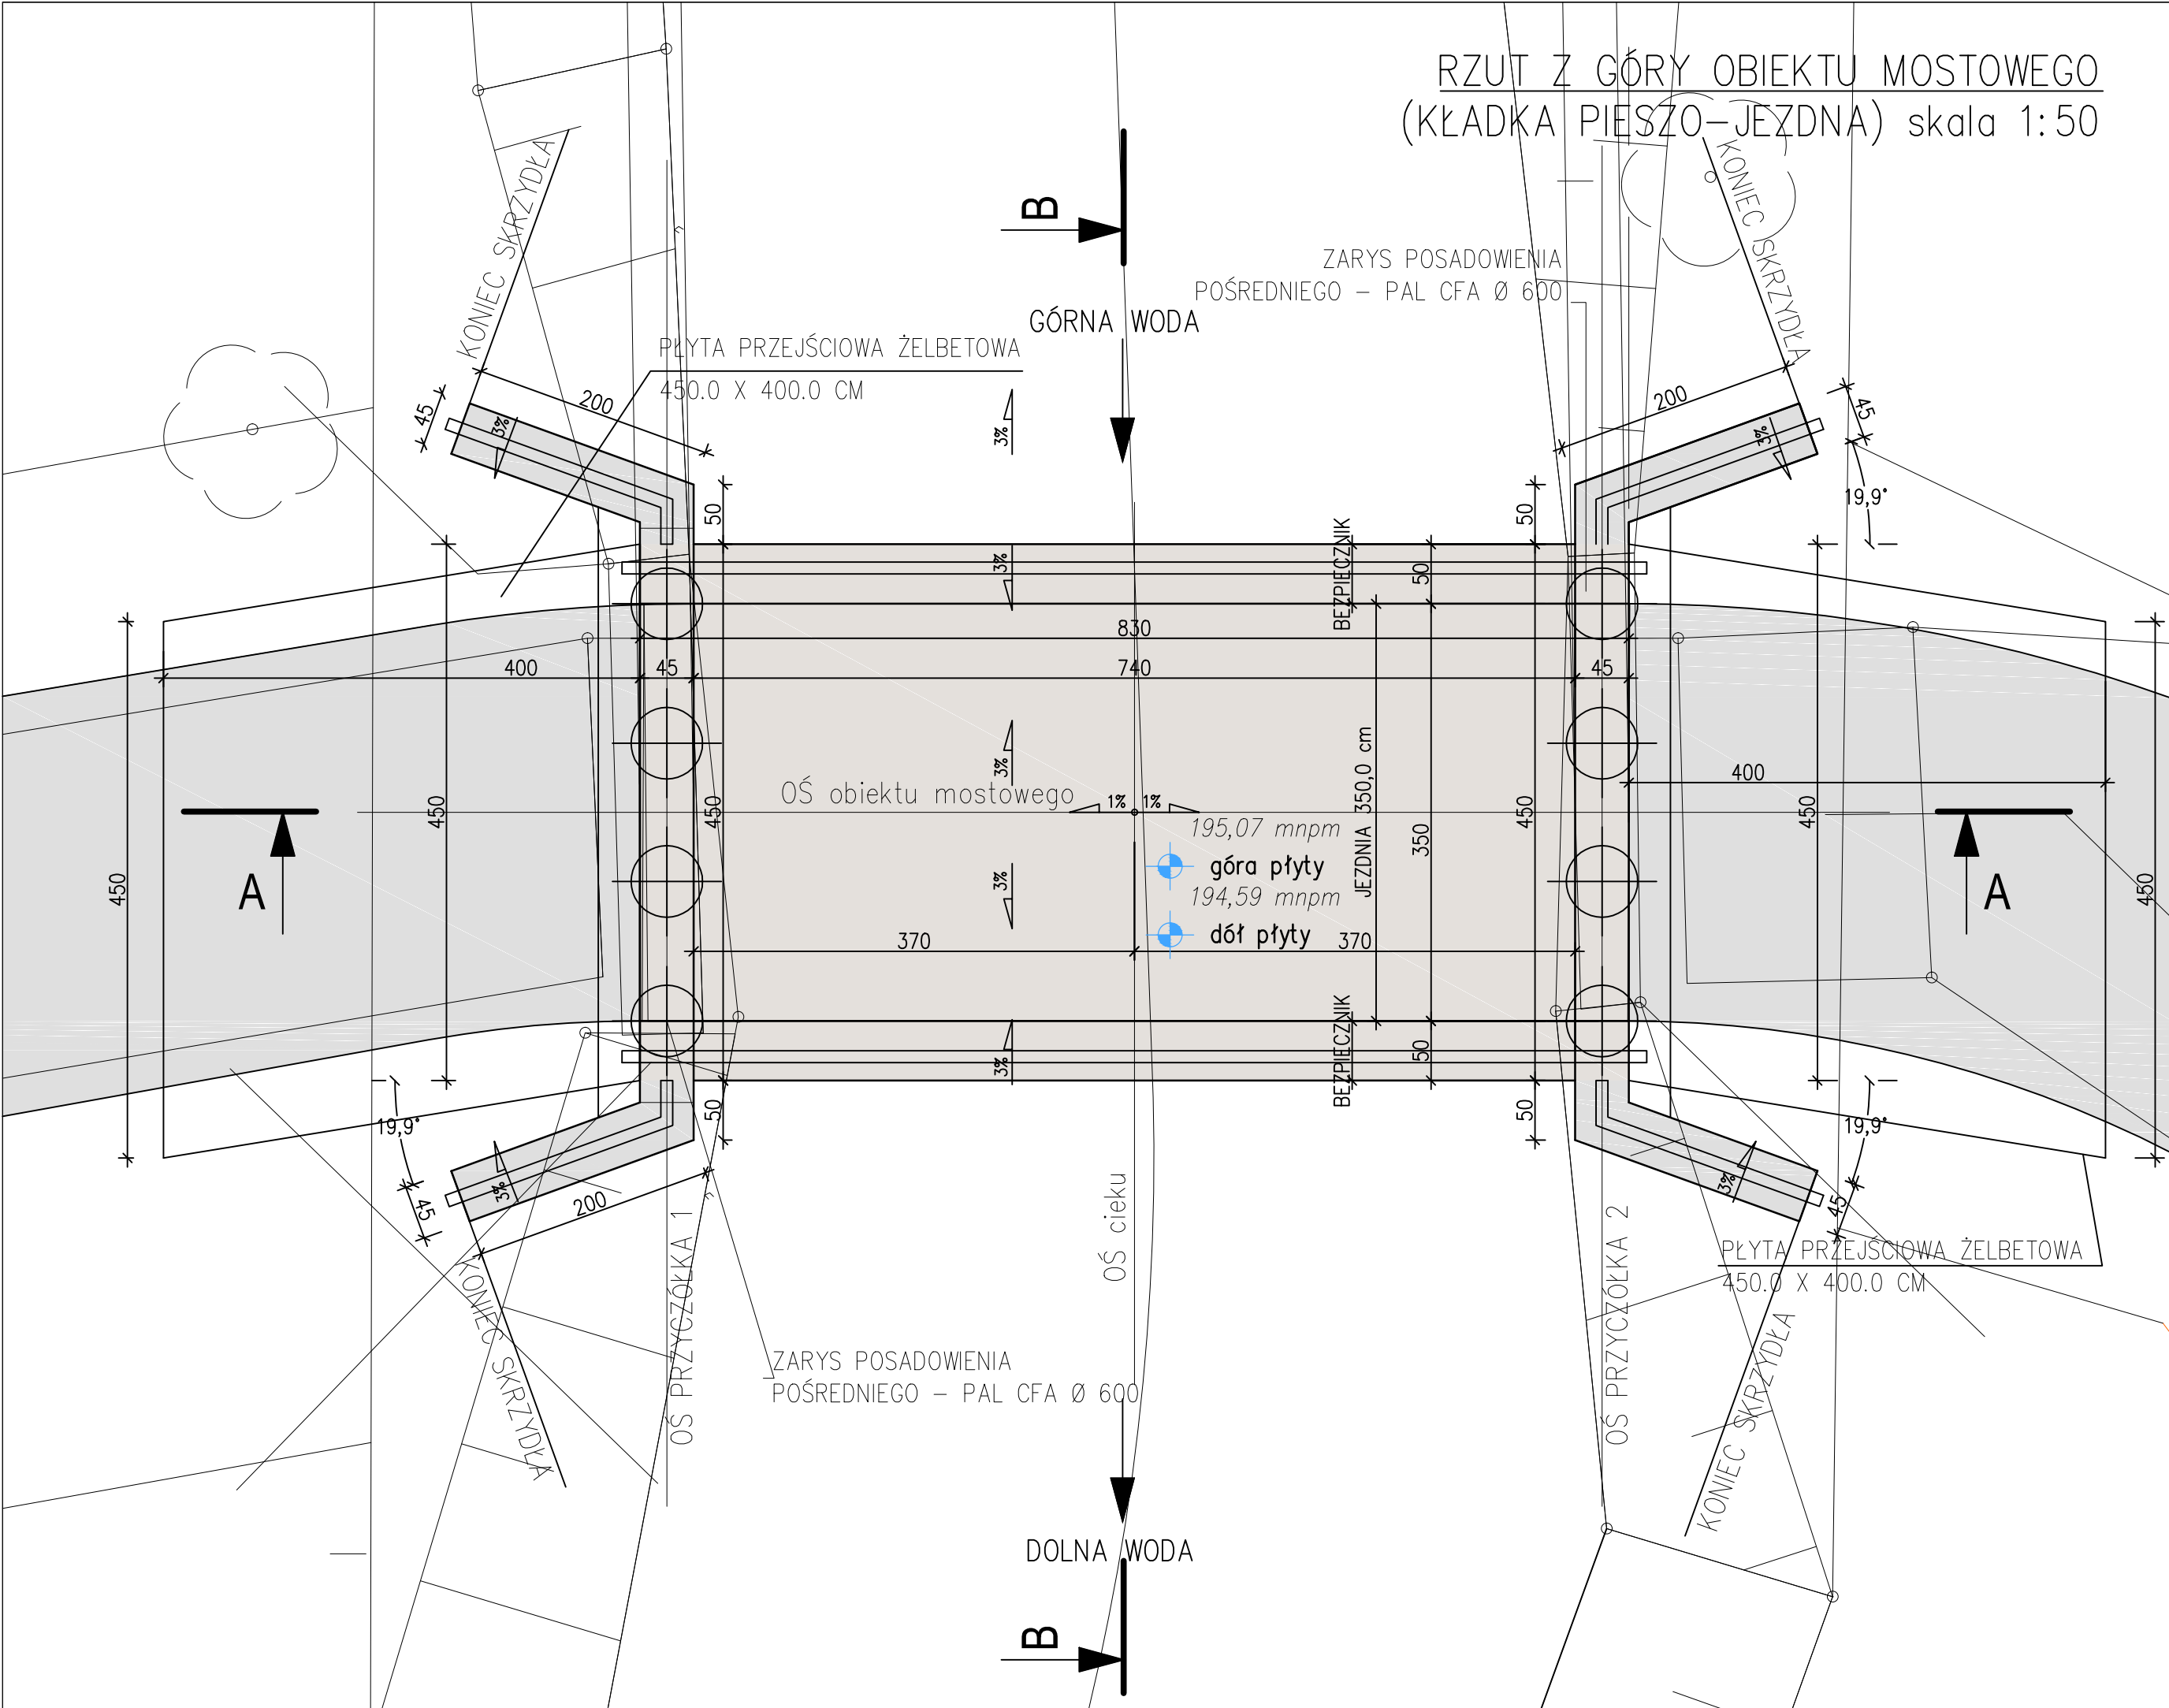 RZUT Z GÓRY OBIEKTU MOSTOWEGO
(KŁADKA PIESZO-JEZDNA) skala 1:50
KONIEC SKRZYDŁA
KONIEC SKRZYDŁA
B
ZARYS POSADOWIENIA
POŚREDNIEGO - PAL CFA Ø 600
GÓRNA WODA
PŁYTA PRZEJŚCIOWA ŻELBETOWA
450.0 X 400.0 CM
45
200
3%
3%
200
45
3%
19,9°
50
50
3%
BEZPIECZNIK
50
830
400
45
740
45
400
3%
OŚ obiektu mostowego
1%
1%
JEZDNIA 350,0 cm
195,07 mnpm
góra płyty
194,59 mnpm
dół płyty
450
450
450
350
450
450
450
A
A
3%
370
370
BEZPIECZNIK
50
3%
50
50
19,9°
19,9°
45
3%
200
3%
45
OŚ PRZYCZÓŁKA 1
OŚ cieku
OŚ PRZYCZÓŁKA 2
PŁYTA PRZEJŚCIOWA ŻELBETOWA
450.0 X 400.0 CM
KONIEC SKRZYDŁA
KONIEC SKRZYDŁA
ZARYS POSADOWIENIA
POŚREDNIEGO - PAL CFA Ø 600
DOLNA WODA
B